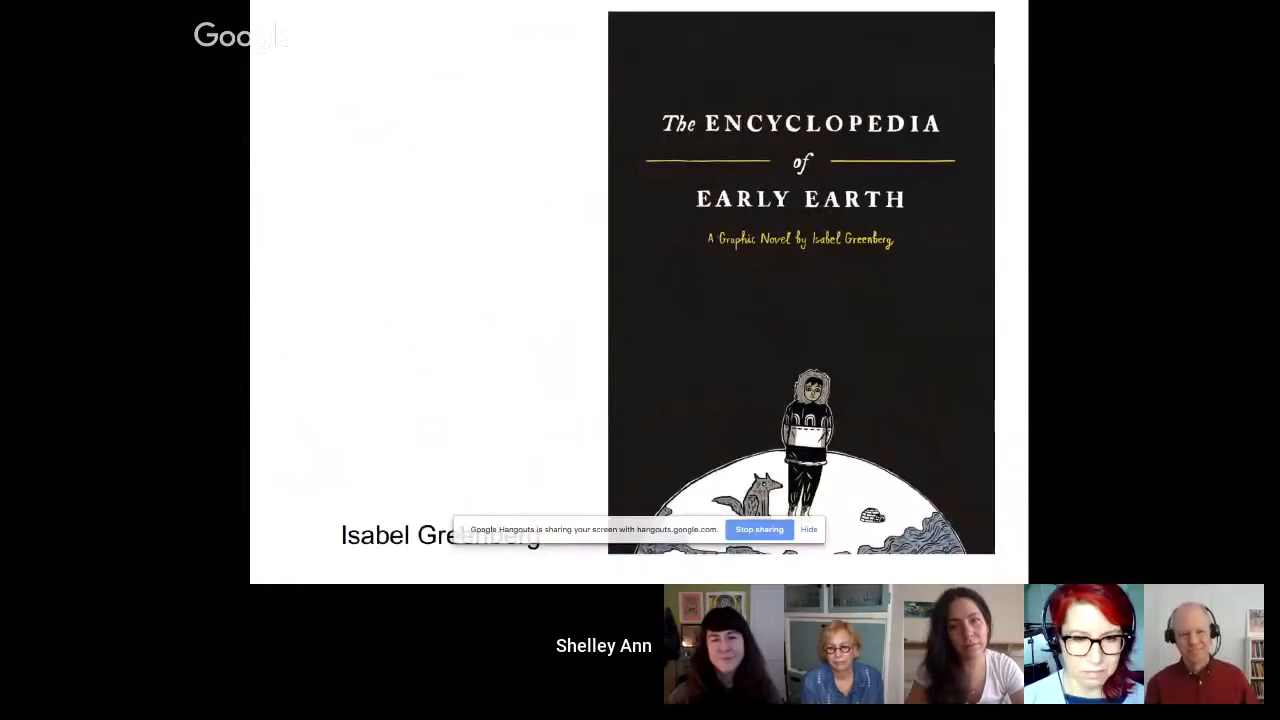 Google
The ENCYCLOPEDIA
of
EARLY EARTH
A Graphic Novel by Isabel Greenberg
Isabel Greenberg
Google Hangouts is sharing your screen with hangouts.google.com.
Stop sharing
Hide
Shelley Ann